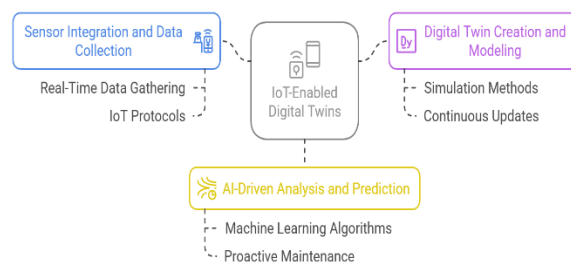 Sensor Integration and Data
Collection
Real-Time Data Gathering
IoT Protocols
IoT-Enabled
Digital Twins
Dy
Digital Twin Creation and
Modeling
Simulation Methods
Continuous Updates
AI-Driven Analysis and Prediction
Machine Learning Algorithms
Proactive Maintenance